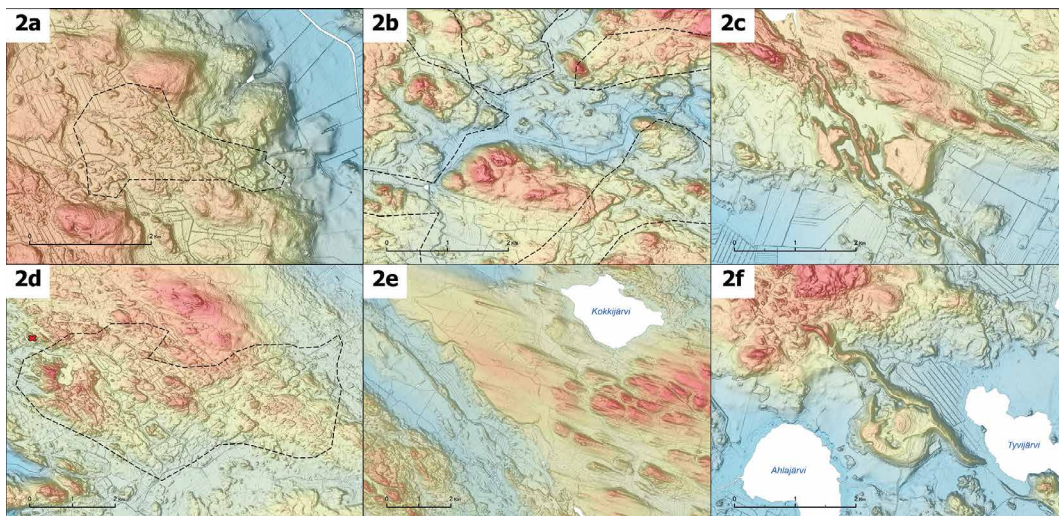 2a
2b
2c
0 1 2 Km
0 1 2 Km
0 1 2 Km
2d
2e
2f
Kokkijärvi
Ahlajärvi
Tyvijärvi
0 1 2 Km
0 1 2 Km
0 1 2 Km